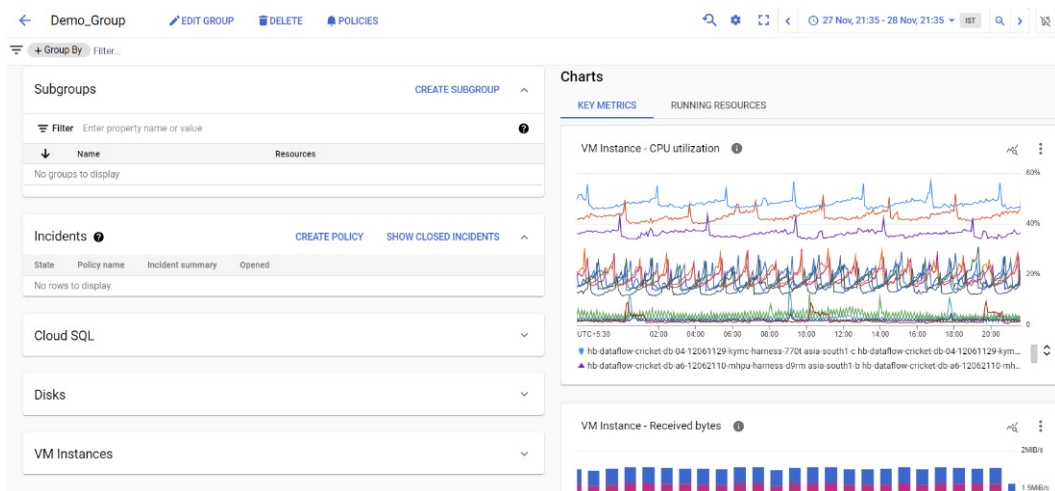 Demo_Group
EDIT GROUP
DELETE
POLICIES
27 Nov, 21:35 - 28 Nov, 21:35
IST
+ Group By
Filter...
Subgroups
CREATE SUBGROUP
Filter Enter property name or value
Name Resources
No groups to display
Incidents
CREATE POLICY
SHOW CLOSED INCIDENTS
State Policy name Incident summary Opened
No rows to display
Cloud SQL
Disks
VM Instances
Charts
KEY METRICS
RUNNING RESOURCES
VM Instance - CPU utilization
60%
40%
20%
0
UTC+5:30 02:00 04:00 06:00 08:00 10:00 12:00 14:00 16:00 18:00 20:00
hb-dataflow-cricket-db-04-12061129-kymc-harness-770t asia-south1-c hb-dataflow-cricket-db-04-12061129-kym...
hb-dataflow-cricket-db-a6-12062110-mhpu-harness-d9rm asia-south1-b hb-dataflow-cricket-db-a6-12062110-mh...
VM Instance - Received bytes
2MiB/s
1.5MiB/s